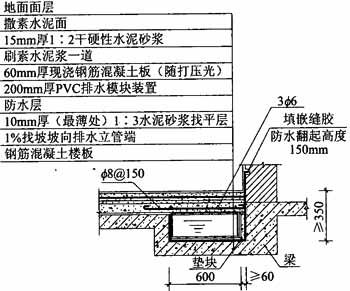 地面面层
撒素水泥面
15mm厚1：2干硬性水泥砂浆
刷素水泥浆一道
60mm厚现浇钢筋混凝土板（随打压光）
200mm厚PVC排水模块装置
防水层
10mm厚（最薄处）1：3水泥砂浆找平层
1%找坡坡向排水立管端
钢筋混凝土楼板
3φ6
填嵌缝胶
防水翻起高度
150mm
φ8@150
≥350
垫块
梁
600
≥60